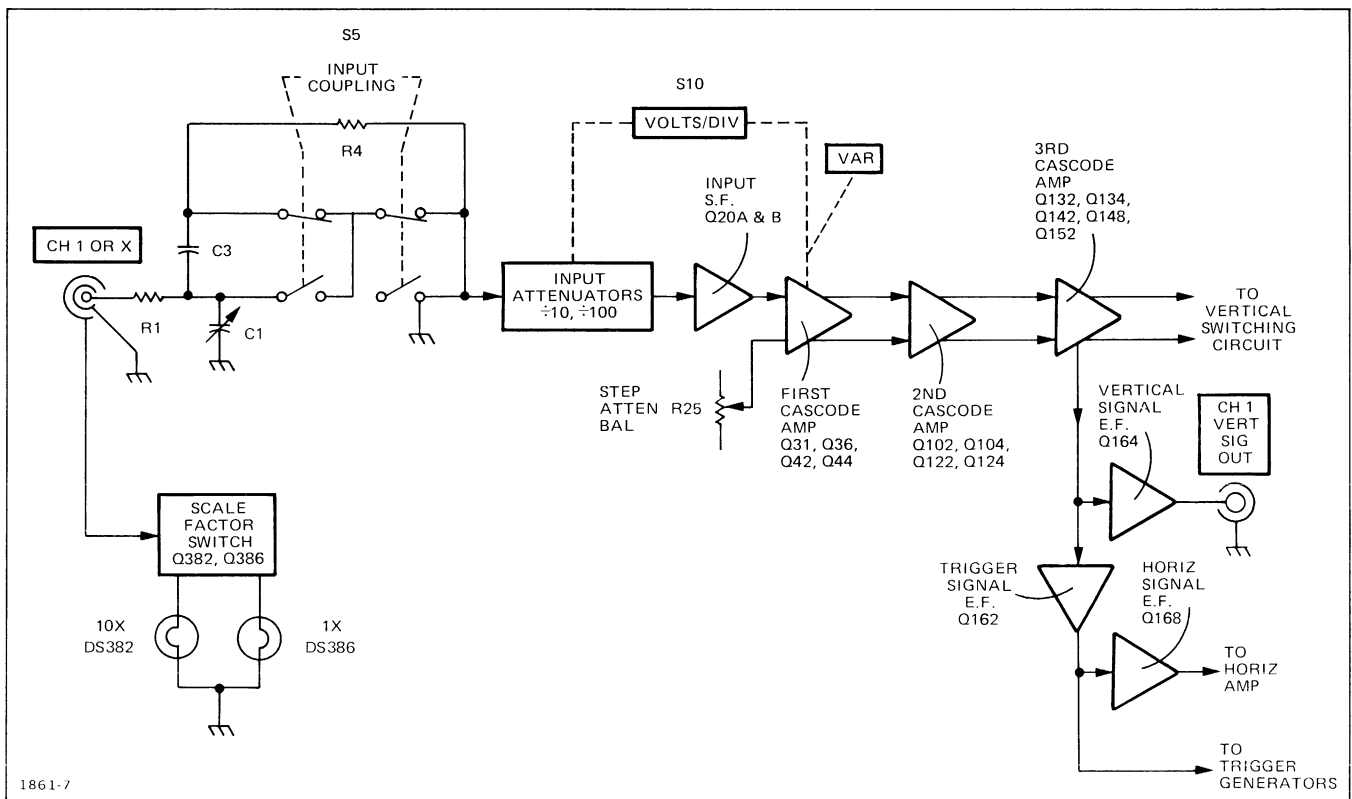 S5
INPUT
COUPLING
R4
S10
VOLTS/DIV
VAR
CH 1 OR X
C3
R1
C1
INPUT
ATTENUATORS
÷10, ÷100
INPUT
S.F.
Q20A & B
3RD
CASCODE
AMP
Q132, Q134,
Q142, Q148,
Q152
TO
VERTICAL
SWITCHING
CIRCUIT
STEP
ATTEN R25
BAL
FIRST
CASCODE
AMP
Q31, Q36,
Q42, Q44
2ND
CASCODE
AMP
Q102, Q104,
Q122, Q124
VERTICAL
SIGNAL
E.F.
Q164
CH 1
VERT
SIG
OUT
SCALE
FACTOR
SWITCH
Q382, Q386
10X
DS382
1X
DS386
TRIGGER
SIGNAL
E.F.
Q162
HORIZ
SIGNAL
E.F.
Q168
TO
HORIZ
AMP
TO
TRIGGER
GENERATORS
1861-7